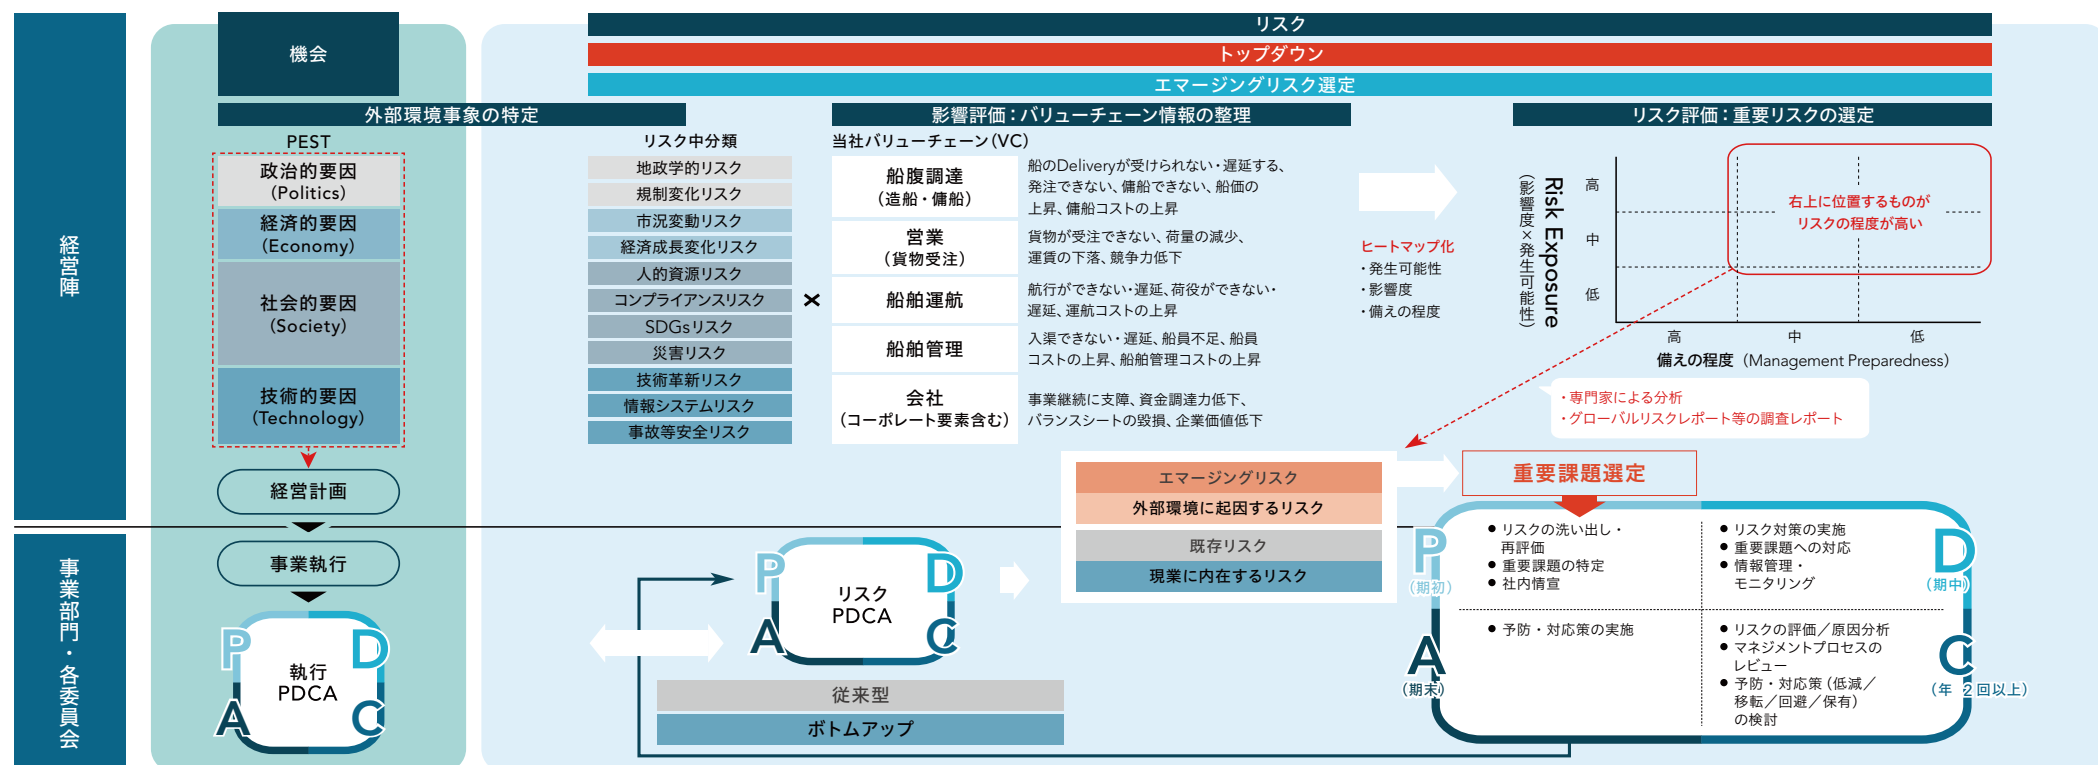 経営陣
事業部門・各委員会
機会
リスク
トップダウン
エマージングリスク選定
外部環境事象の特定
影響評価：バリューチェーン情報の整理
リスク評価：重要リスクの選定
PEST
政治的要因
（Politics）
経済的要因
（Economy）
社会的要因
（Society）
技術的要因
（Technology）
経営計画
事業執行
P
D
執行
PDCA
A
C
リスク中分類
地政学的リスク
規制変化リスク
市況変動リスク
経済成長変化リスク
人的資源リスク
コンプライアンスリスク
SDGsリスク
災害リスク
技術革新リスク
情報システムリスク
事故等安全リスク
×
当社バリューチェーン（VC）
船腹調達
（造船・傭船）
船のDeliveryが受けられない・遅延する、
発注できない、傭船できない、船価の
上昇、傭船コストの上昇
営業
（貨物受注）
貨物が受注できない、荷量の減少、
運賃の下落、競争力低下
船舶運航
航行ができない・遅延、荷役ができない・
遅延、運航コストの上昇
船舶管理
入渠できない・遅延、船員不足、船員
コストの上昇、船舶管理コストの上昇
会社
（コーポレート要素含む）
事業継続に支障、資金調達力低下、
バランスシートの毀損、企業価値低下
ヒートマップ化
・発生可能性
・影響度
・備えの程度
Risk Exposure
（影響度×発生可能性）
高
中
低
右上に位置するものが
リスクの程度が高い
高
中
低
備えの程度（Management Preparedness）
・専門家による分析
・グローバルリスクレポート等の調査レポート
エマージングリスク
外部環境に起因するリスク
既存リスク
現業に内在するリスク
P
D
リスク
PDCA
A
C
従来型
ボトムアップ
重要課題選定
P
（期初）
● リスクの洗い出し・
再評価
● 重要課題の特定
● 社内情宣
D
（期中）
● リスク対策の実施
● 重要課題への対応
● 情報管理・
モニタリング
A
（期末）
● 予防・対応策の実施
C
（年 2回以上）
● リスクの評価／原因分析
● マネジメントプロセスの
レビュー
● 予防・対応策（低減／
移転／回避／保有）
の検討